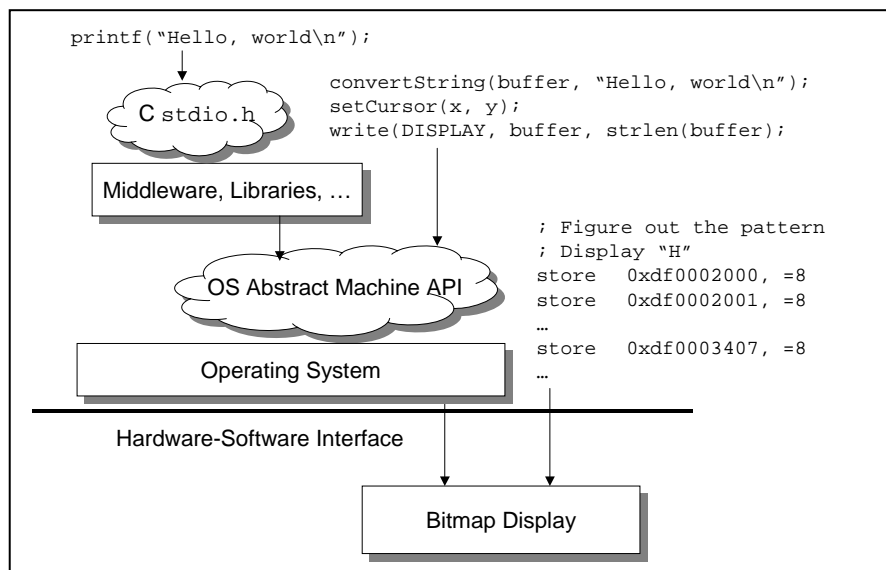 printf(“Hello, world\n”);
C stdio.h
convertString(buffer, “Hello, world\n”);
setCursor(x, y);
write(DISPLAY, buffer, strlen(buffer);
Middleware, Libraries, …
; Figure out the pattern
; Display “H”
store 0xdf0002000, =8
store 0xdf0002001, =8
…
store 0xdf0003407, =8
…
OS Abstract Machine API
Operating System
Hardware-Software Interface
Bitmap Display